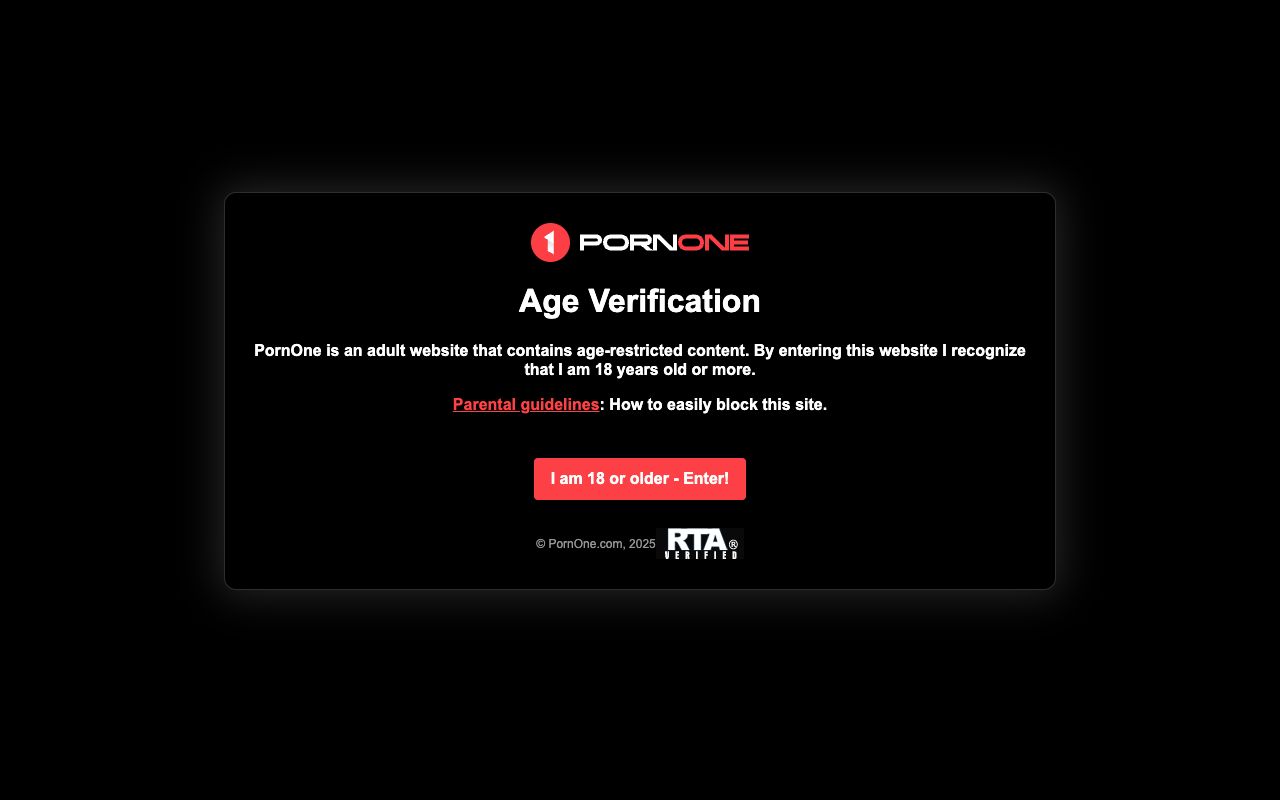 1 PORNONE
Age Verification
PornOne is an adult website that contains age-restricted content. By entering this website I recognize
that I am 18 years old or more.
Parental guidelines: How to easily block this site.
I am 18 or older - Enter!
© PornOne.com, 2025 RTA®
VERIFIED